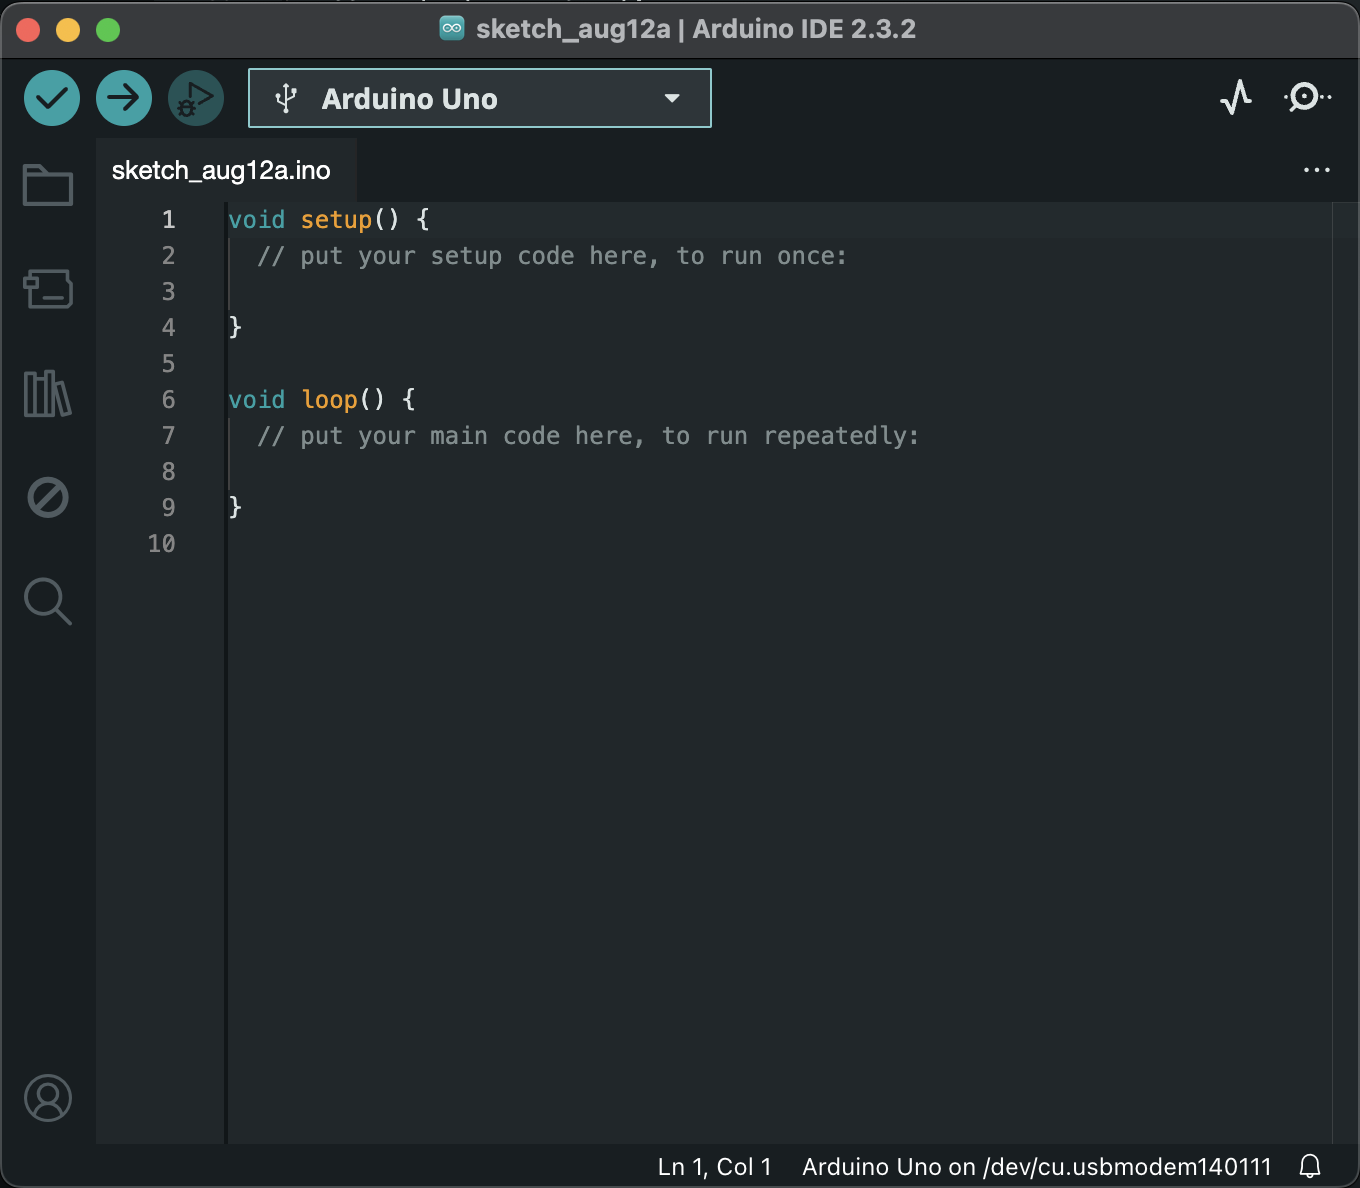 sketch_aug12a | Arduino IDE 2.3.2
Arduino Uno
sketch_aug12a.ino
1 void setup() {
2   // put your setup code here, to run once:
3
4 }
5
6 void loop() {
7   // put your main code here, to run repeatedly:
8
9 }
10
Ln 1, Col 1 Arduino Uno on /dev/cu.usbmodem140111